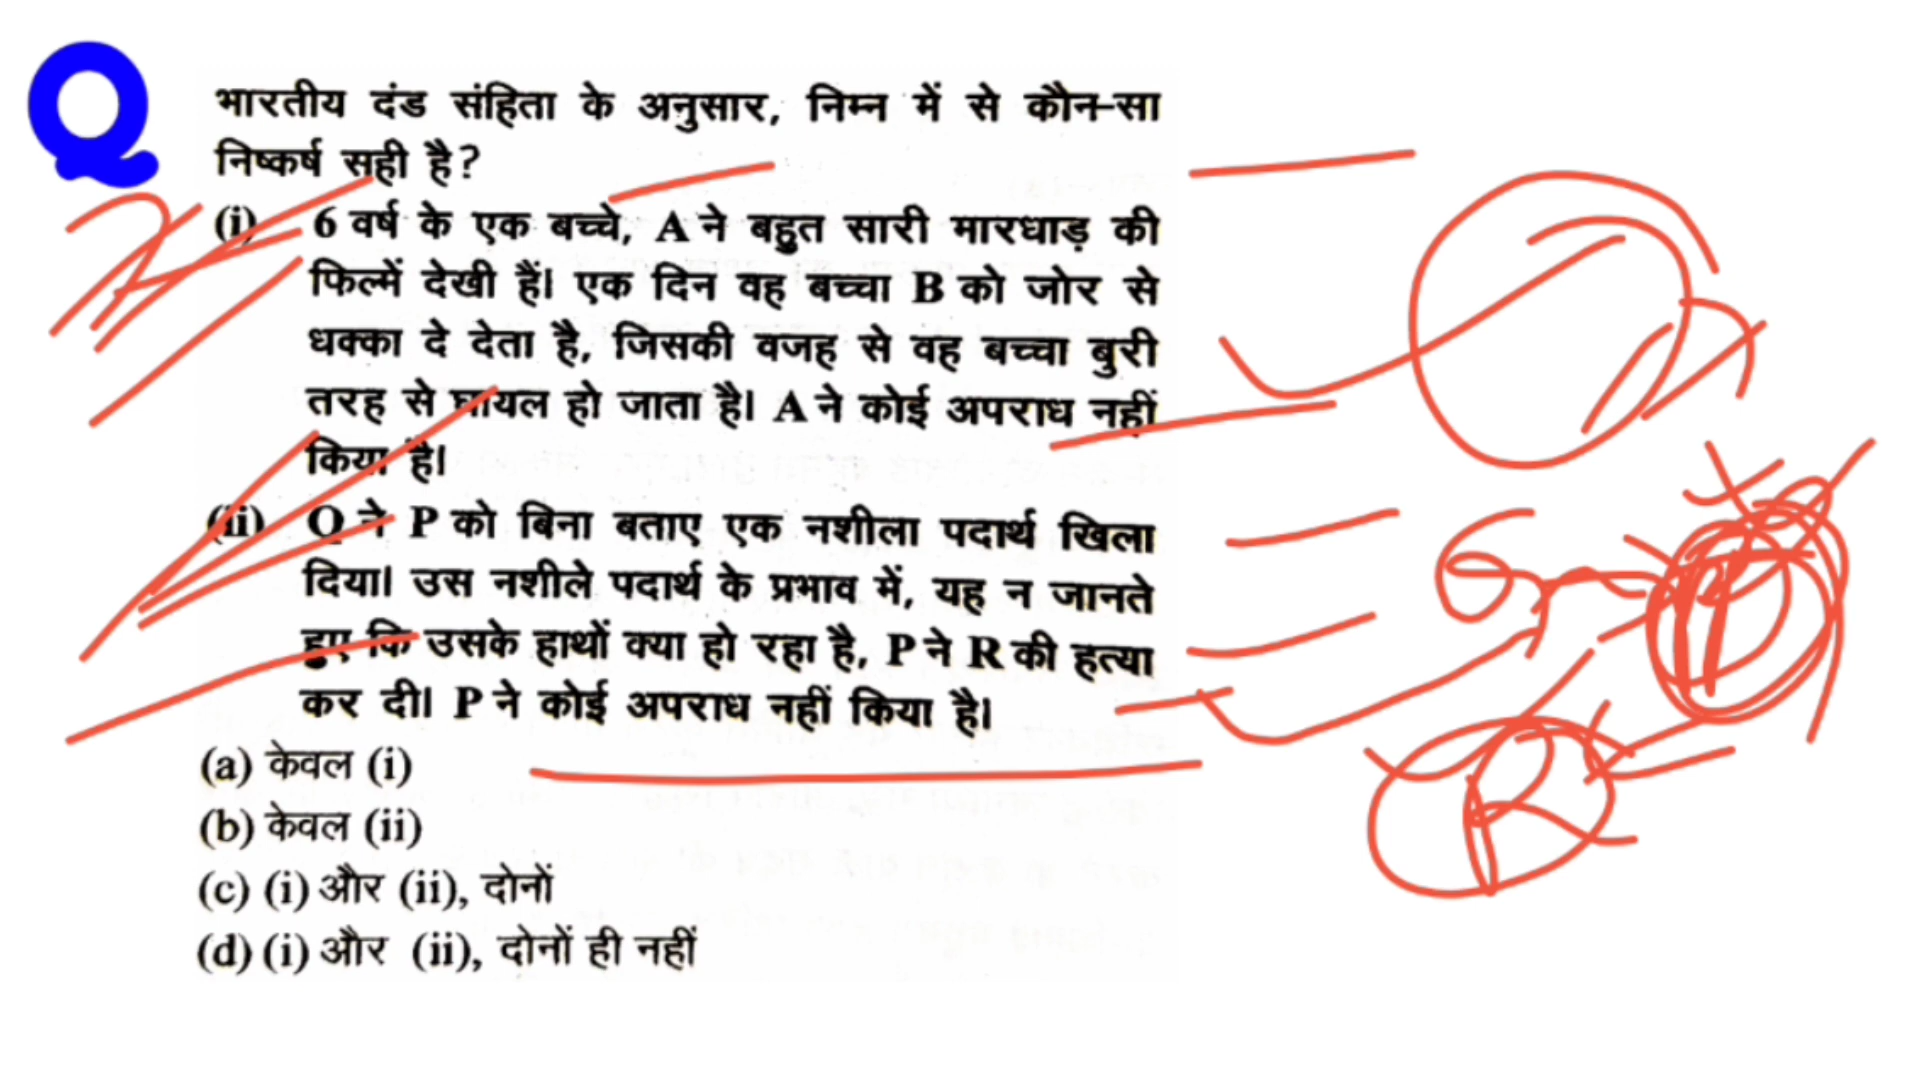 Q
भारतीय दंड संहिता के अनुसार, निम्न में से कौन-सा
निष्कर्ष सही है?
(i) 6 वर्ष के एक बच्चे, A ने बहुत सारी मारधाड़ की
फिल्में देखी हैं। एक दिन वह बच्चा B को जोर से
धक्का दे देता है, जिसकी वजह से वह बच्चा बुरी
तरह से घायल हो जाता है। A ने कोई अपराध नहीं
किया है।
(ii) Q ने P को बिना बताए एक नशीला पदार्थ खिला
दिया। उस नशीले पदार्थ के प्रभाव में, यह न जानते
हुए कि उसके हाथों क्या हो रहा है, P ने R की हत्या
कर दी। P ने कोई अपराध नहीं किया है।
(a) केवल (i)
(b) केवल (ii)
(c) (i) और (ii), दोनों
(d) (i) और (ii), दोनों ही नहीं